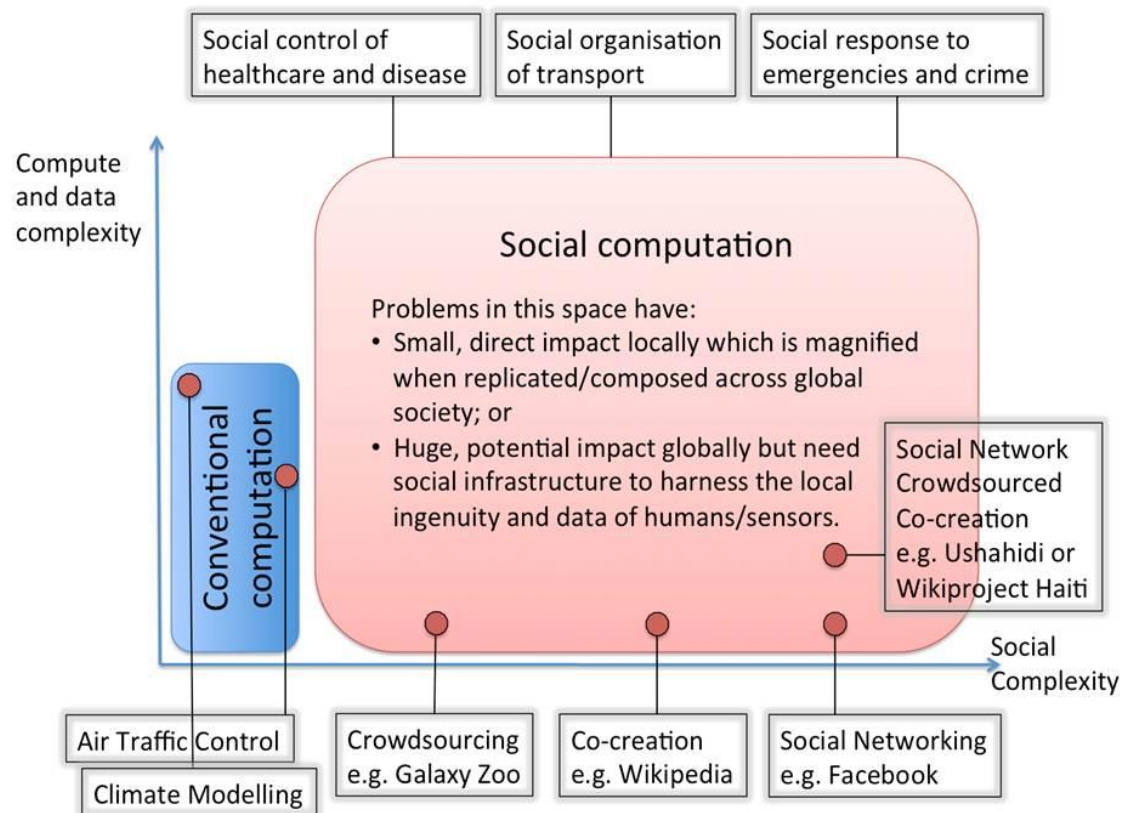 Social control of
healthcare and disease
Social organisation
of transport
Social response to
emergencies and crime
Compute
and data
complexity
Social computation
Problems in this space have:
• Small, direct impact locally which is magnified
when replicated/composed across global
society; or
• Huge, potential impact globally but need
social infrastructure to harness the local
ingenuity and data of humans/sensors.
Conventional
computation
Social Network
Crowdsourced
Co-creation
e.g. Ushahidi or
Wikiproject Haiti
Social
Complexity
Air Traffic Control
Climate Modelling
Crowdsourcing
e.g. Galaxy Zoo
Co-creation
e.g. Wikipedia
Social Networking
e.g. Facebook